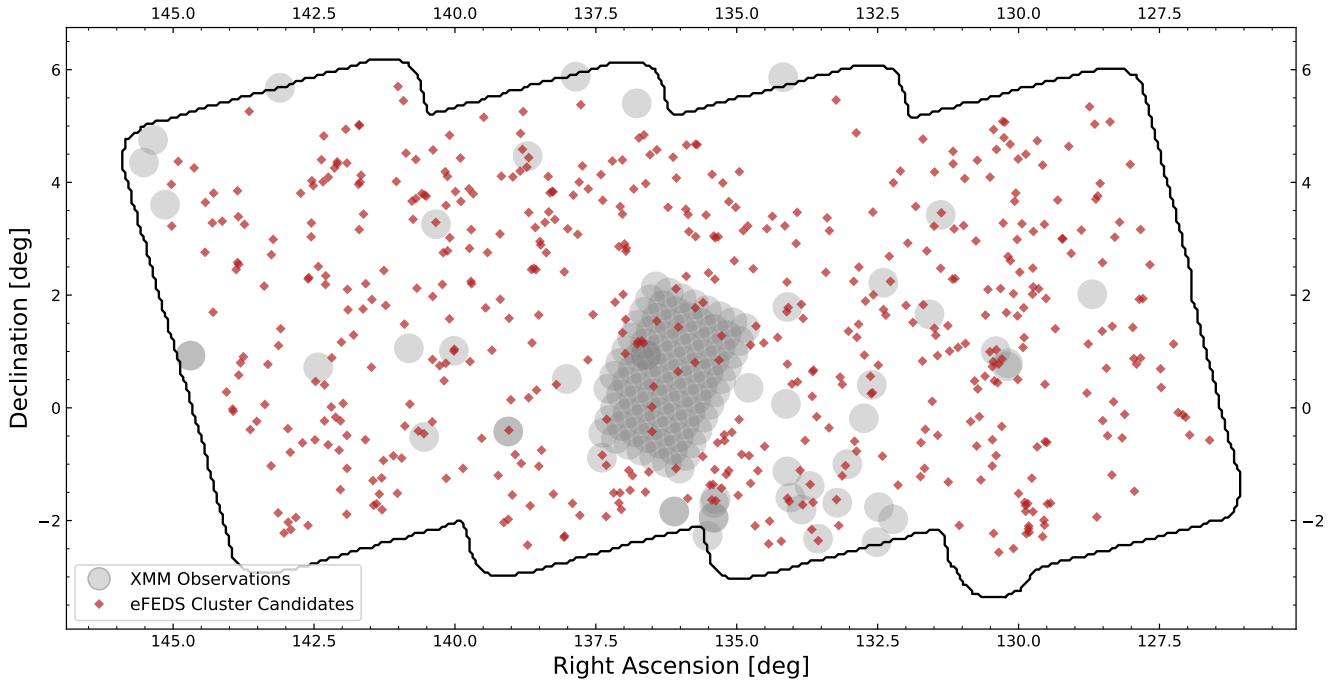 145.0 142.5 140.0 137.5 135.0 132.5 130.0 127.5
6 6
4 4
2 2
0 0
−2 −2
Declination [deg]
XMM Observations
eFEDS Cluster Candidates
145.0 142.5 140.0 137.5 135.0 132.5 130.0 127.5
Right Ascension [deg]